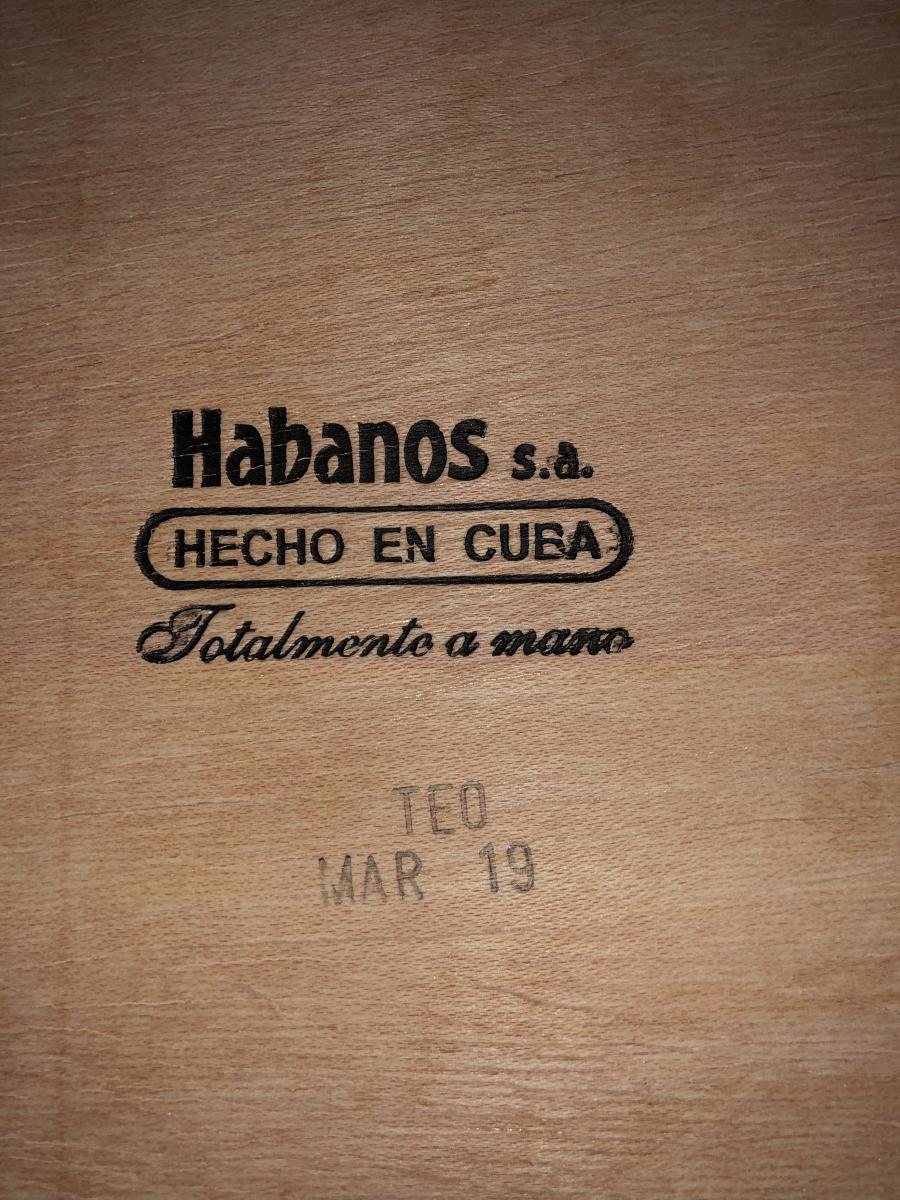 Habanos s.a.
HECHO EN CUBA
Totalmente a mano
TEO
MAR 19